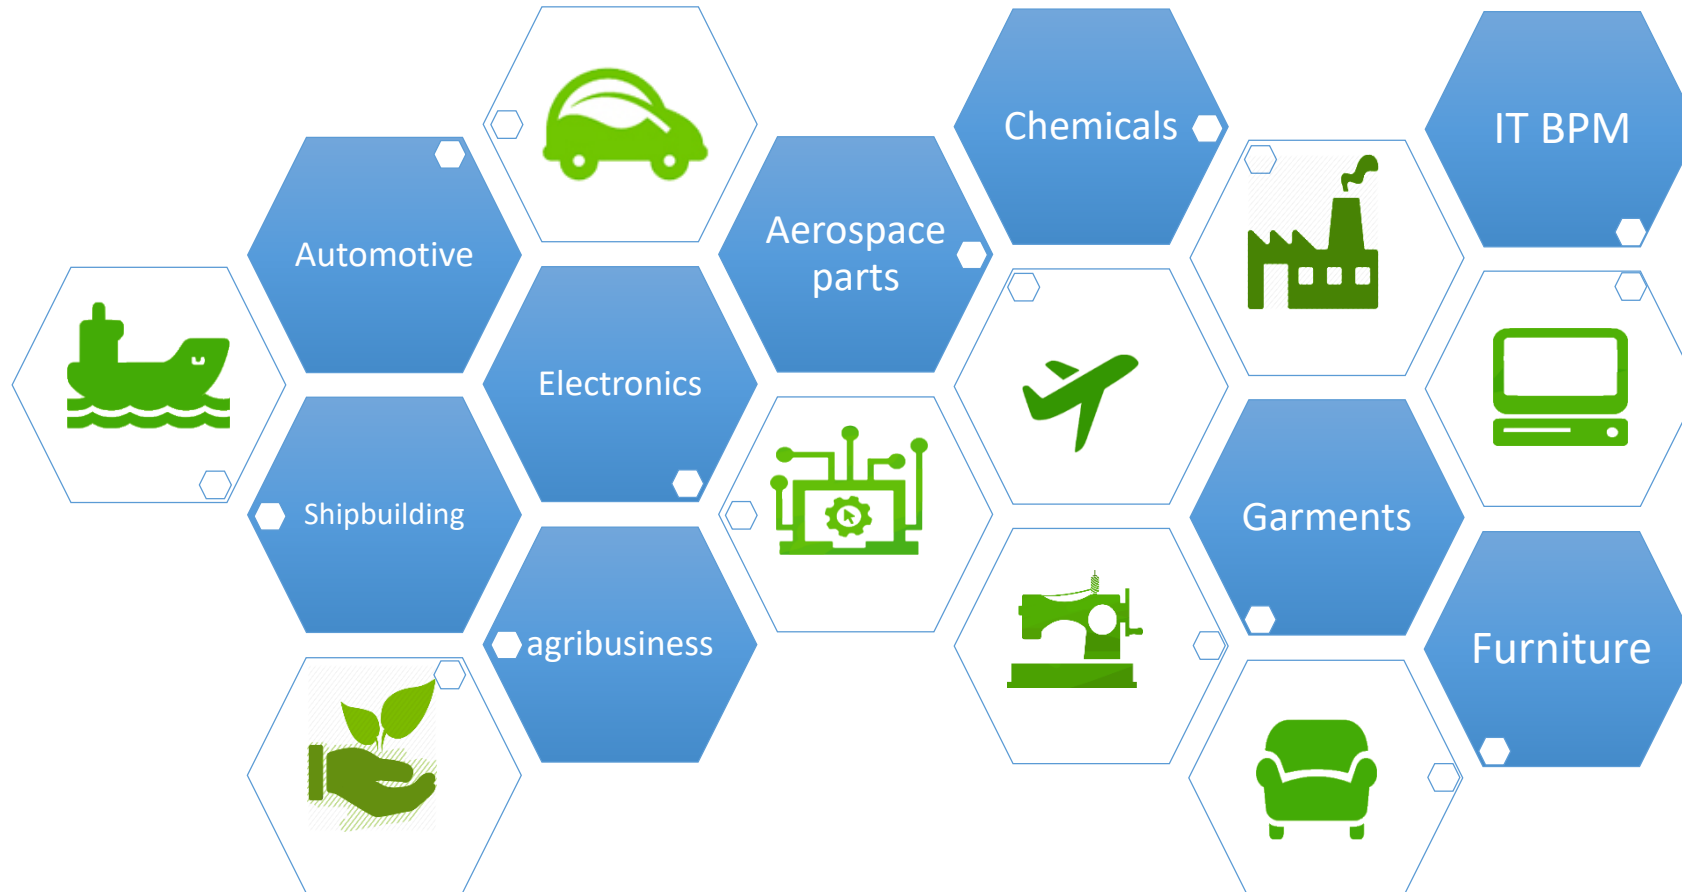 Chemicals
IT BPM
Automotive
Aerospace
parts
Electronics
Shipbuilding
Garments
agribusiness
Furniture